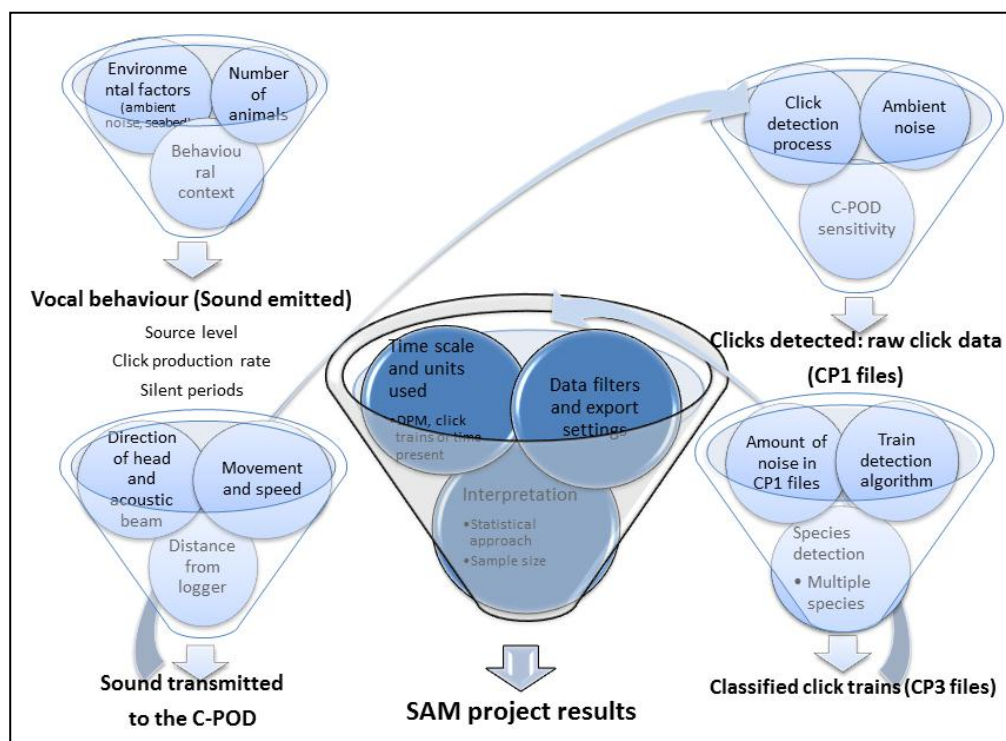 Environme
ntal factors
(ambient
noise, seabed)
Number
of
animals
Behaviou
ral
context
Vocal behaviour (Sound emitted)
Source level
Click production rate
Silent periods
Direction
of head
and
acoustic
beam
Movement
and speed
Distance
from
logger
Sound transmitted
to the C-POD
Click
detection
process
Ambient
noise
C-POD
sensitivity
Clicks detected: raw click data
(CP1 files)
Amount of
noise in
CP1 files
Train
detection
algorithm
Species
detection
• Multiple
species
Classified click trains (CP3 files)
Time scale
and units
used
•DPM, click
trains or time
present
Data filters
and export
settings
Interpretation
•Statistical
approach
•Sample size
SAM project results